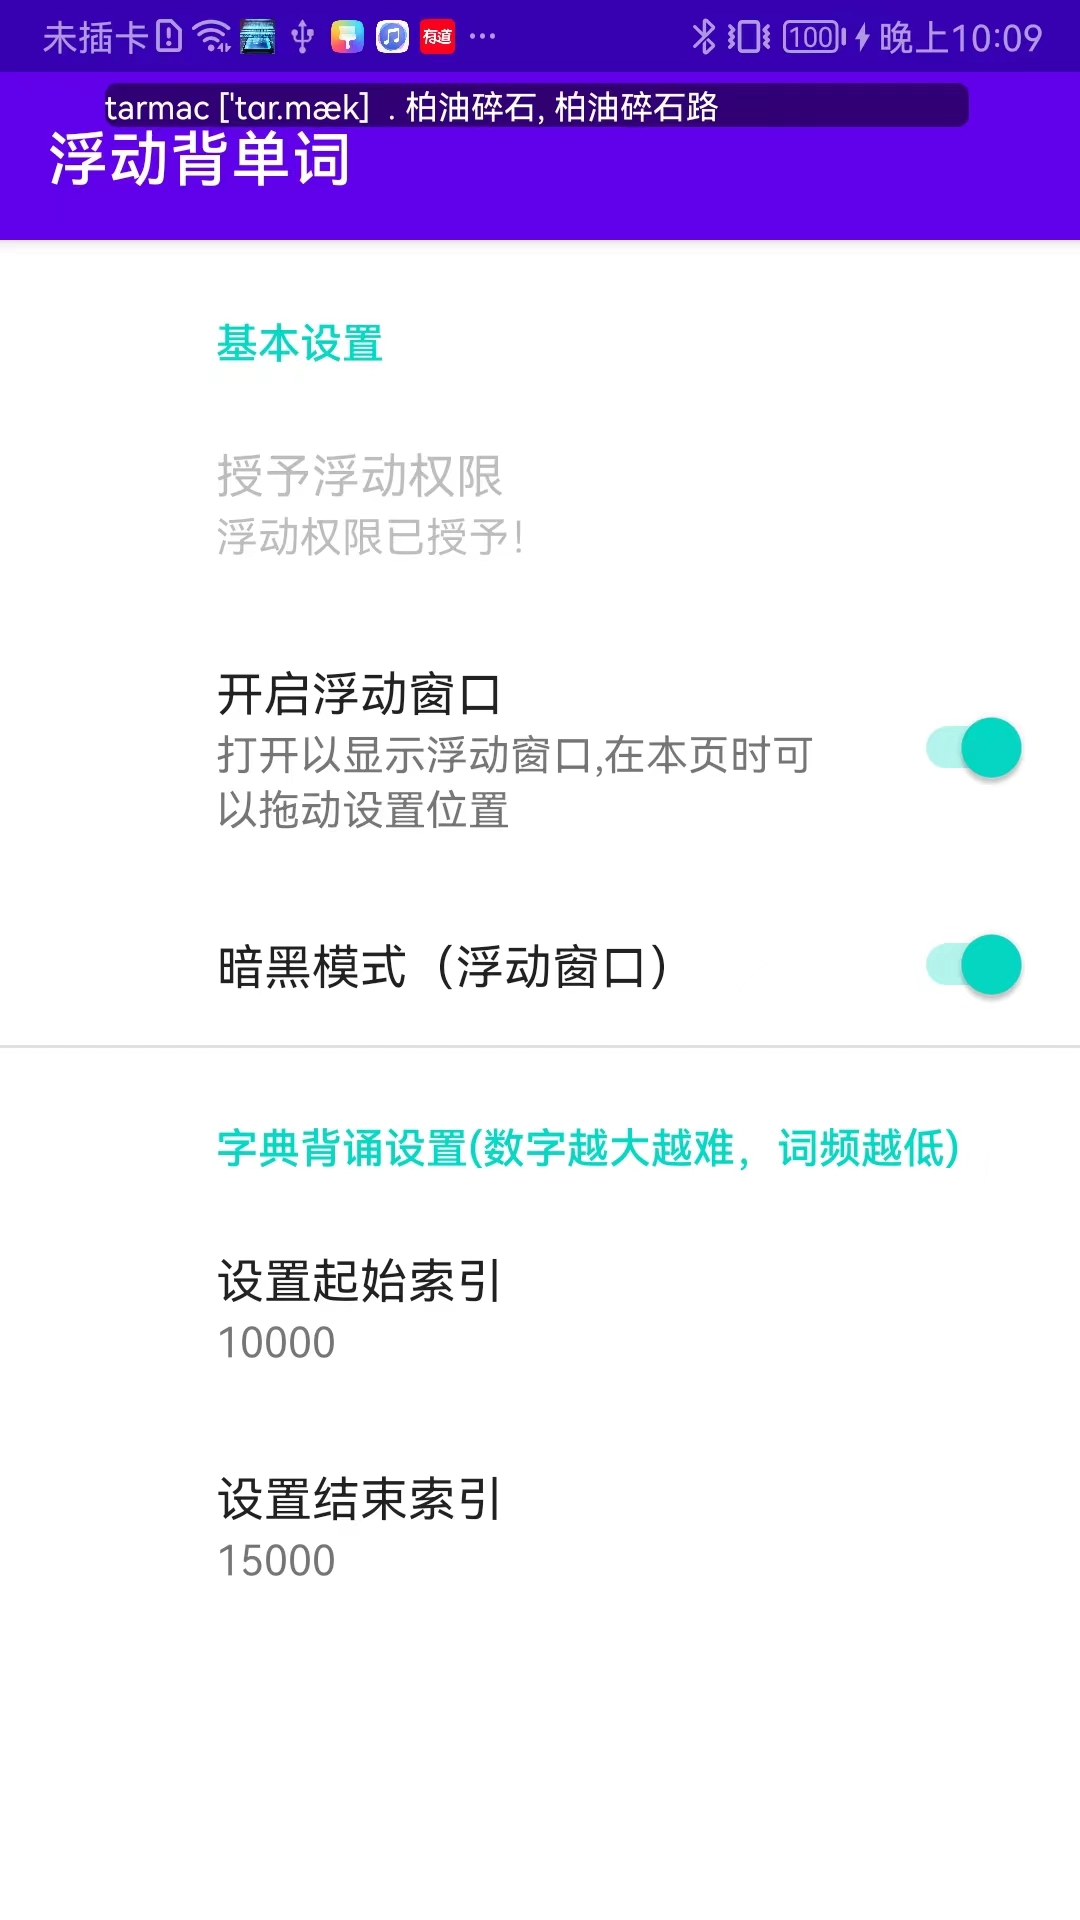 未插卡 有道 ... 100 晚上10:09
tarmac ['tɑr.mæk] . 柏油碎石, 柏油碎石路
浮动背单词
基本设置
授予浮动权限
浮动权限已授予!
开启浮动窗口
打开以显示浮动窗口,在本页时可
以拖动设置位置
暗黑模式（浮动窗口）
字典背诵设置(数字越大越难，词频越低)
设置起始索引
10000
设置结束索引
15000